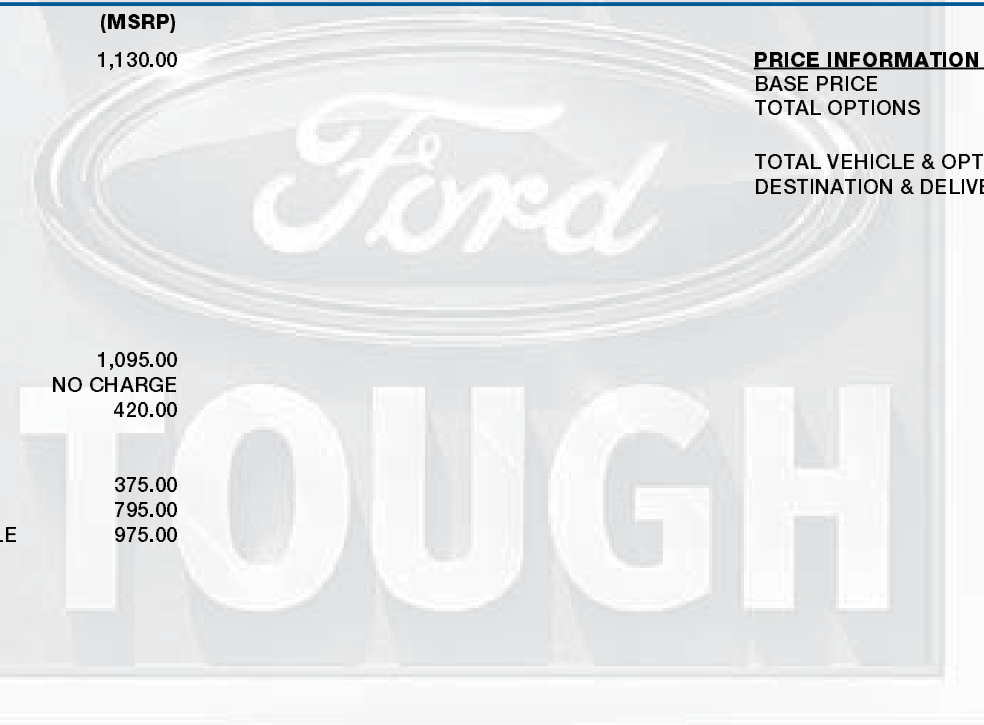 (MSRP)
1,130.00
1,095.00
NO CHARGE
420.00
375.00
795.00
LE 975.00
PRICE INFORMATION
BASE PRICE
TOTAL OPTIONS
TOTAL VEHICLE & OPT
DESTINATION & DELIVE
Ford
TOUGH